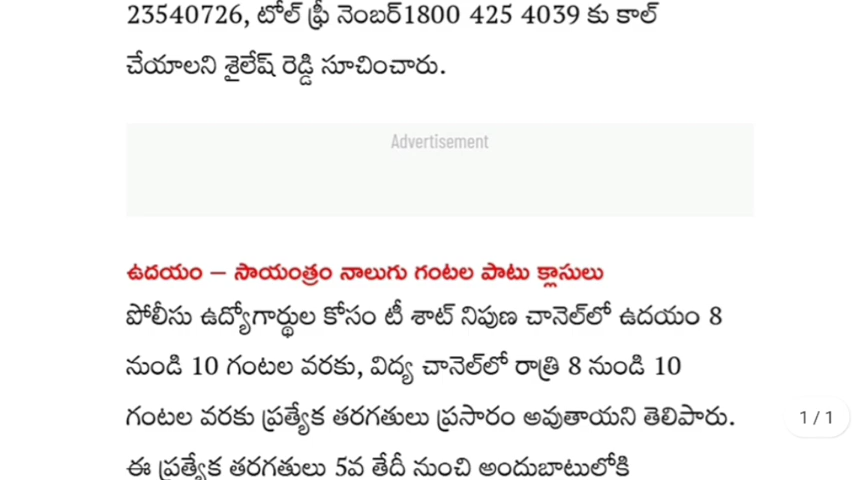 23540726, టోల్ ఫ్రీ నెంబర్1800 425 4039 కు కాల్
చేయాలని శైలేష్ రెడ్డి సూచించారు.
Advertisement
ఉదయం – సాయంత్రం నాలుగు గంటల పాటు క్లాసులు
పోలీసు ఉద్యోగార్థుల కోసం టీ శాట్ నిపుణ చానెల్‌లో ఉదయం 8
నుండి 10 గంటల వరకు, విద్య చానెల్‌లో రాత్రి 8 నుండి 10
గంటల వరకు ప్రత్యేక తరగతులు ప్రసారం అవుతాయని తెలిపారు.
1 / 1
ఈ ప్రత్యేక తరగతులు 5వ తేదీ నుంచి అందుబాటులోకి